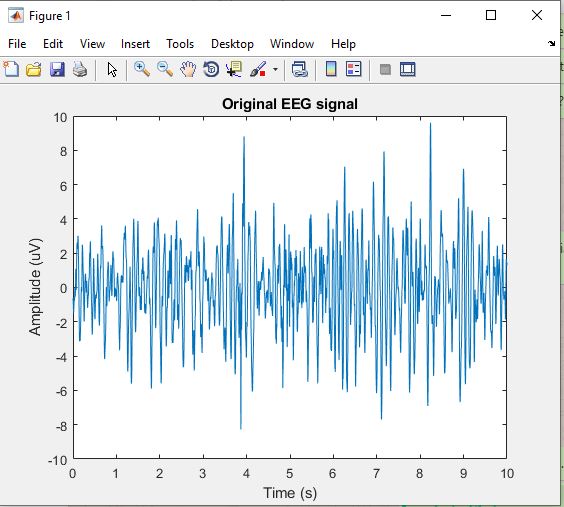 Figure 1
File Edit View Insert Tools Desktop Window Help
Original EEG signal
10
8
6
4
2
0
-2
-4
-6
-8
-10
Amplitude (uV)
0 1 2 3 4 5 6 7 8 9 10
Time (s)